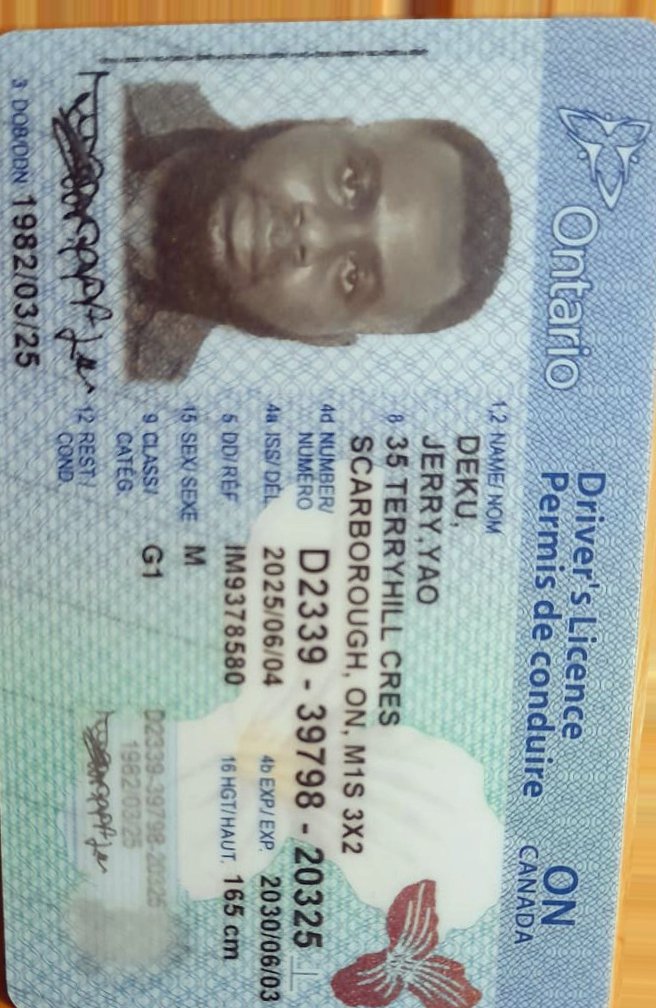 Ontario
Driver's Licence
Permis de conduire
ON
CANADA
1,2 NAME/ NOM
DEKU,
JERRY,YAO
8 35 TERRYHILL CRES
SCARBOROUGH, ON, M1S 3X2
4d NUMBER/ NUMÉRO D2339 - 39798 - 20325
4a ISS/ DÉL 2025/06/04 4b EXP./ EXP. 2030/06/03
5 DD/ RÉF IM9378580 16 HGT/HAUT. 165 cm
15 SEX/ SEXE M
9 CLASS/ CATÉG G1
12 REST./ COND.
3 DOB/DDN 1982/03/25
D2339-39798-20325
1982/03/25